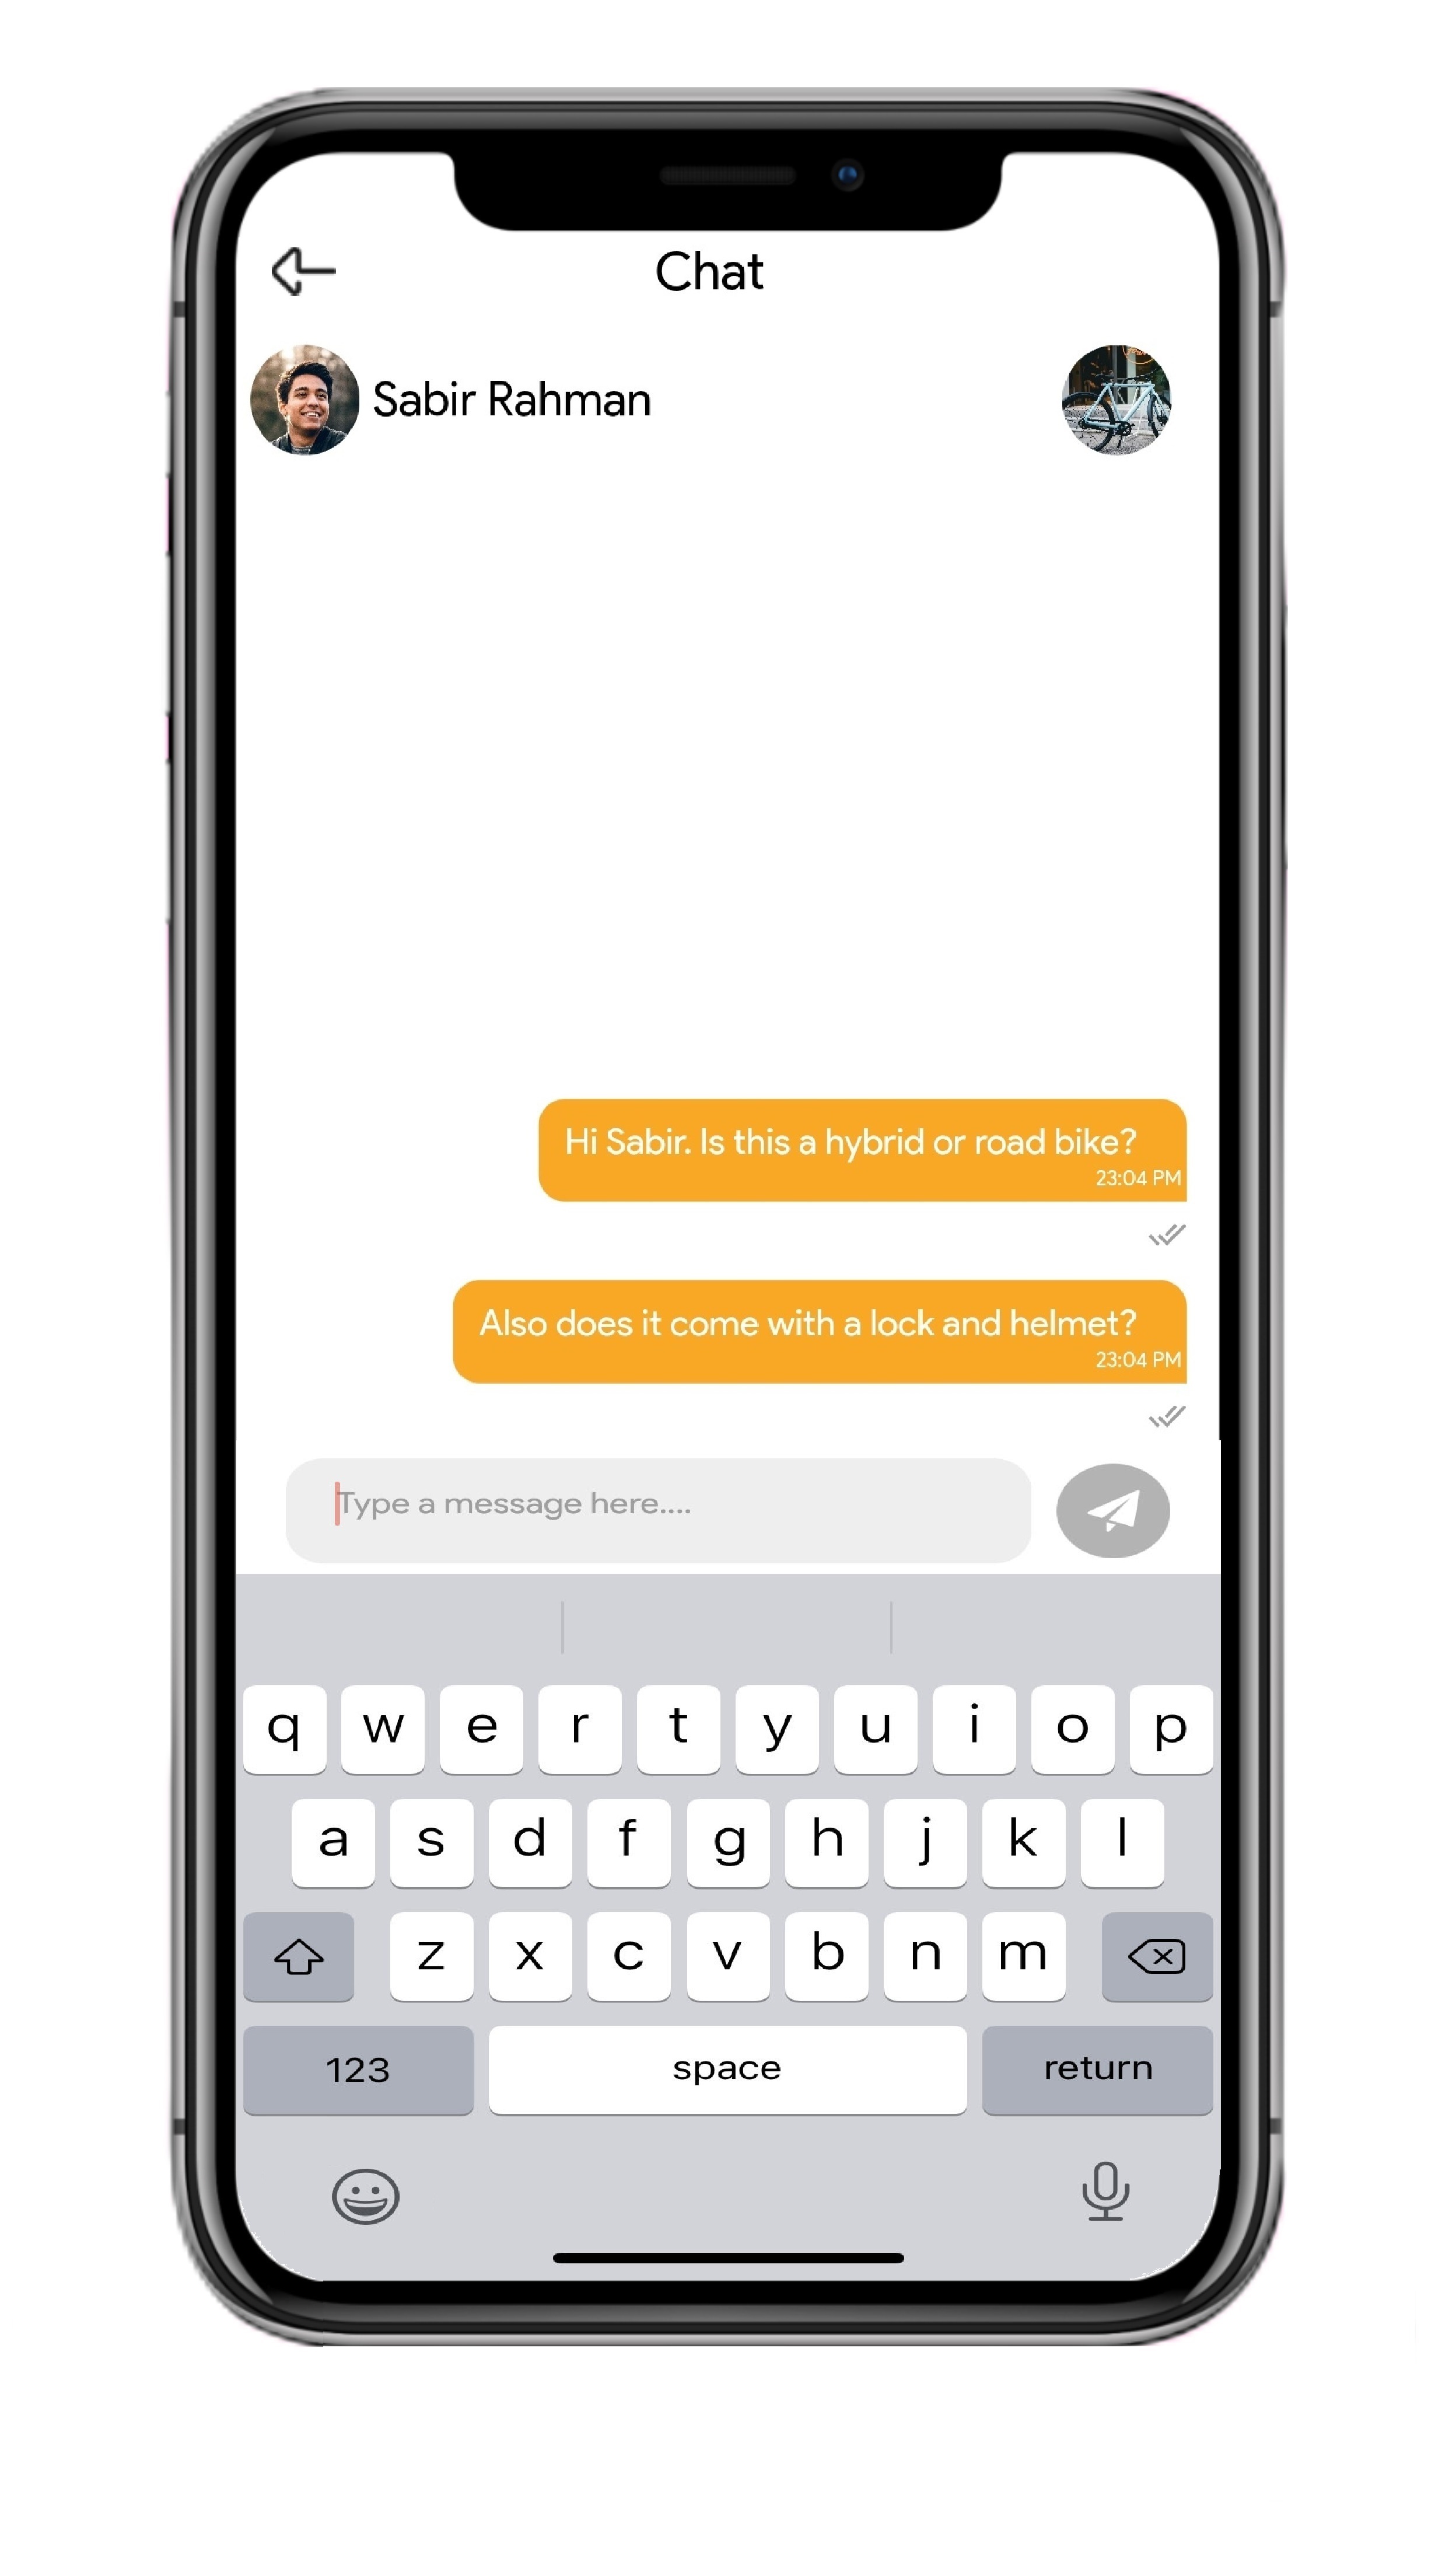 Chat
Sabir Rahman
Hi Sabir. Is this a hybrid or road bike?
23:04 PM
Also does it come with a lock and helmet?
23:04 PM
Type a message here....
q w e r t y u i o p
a s d f g h j k l
z x c v b n m
123 space return